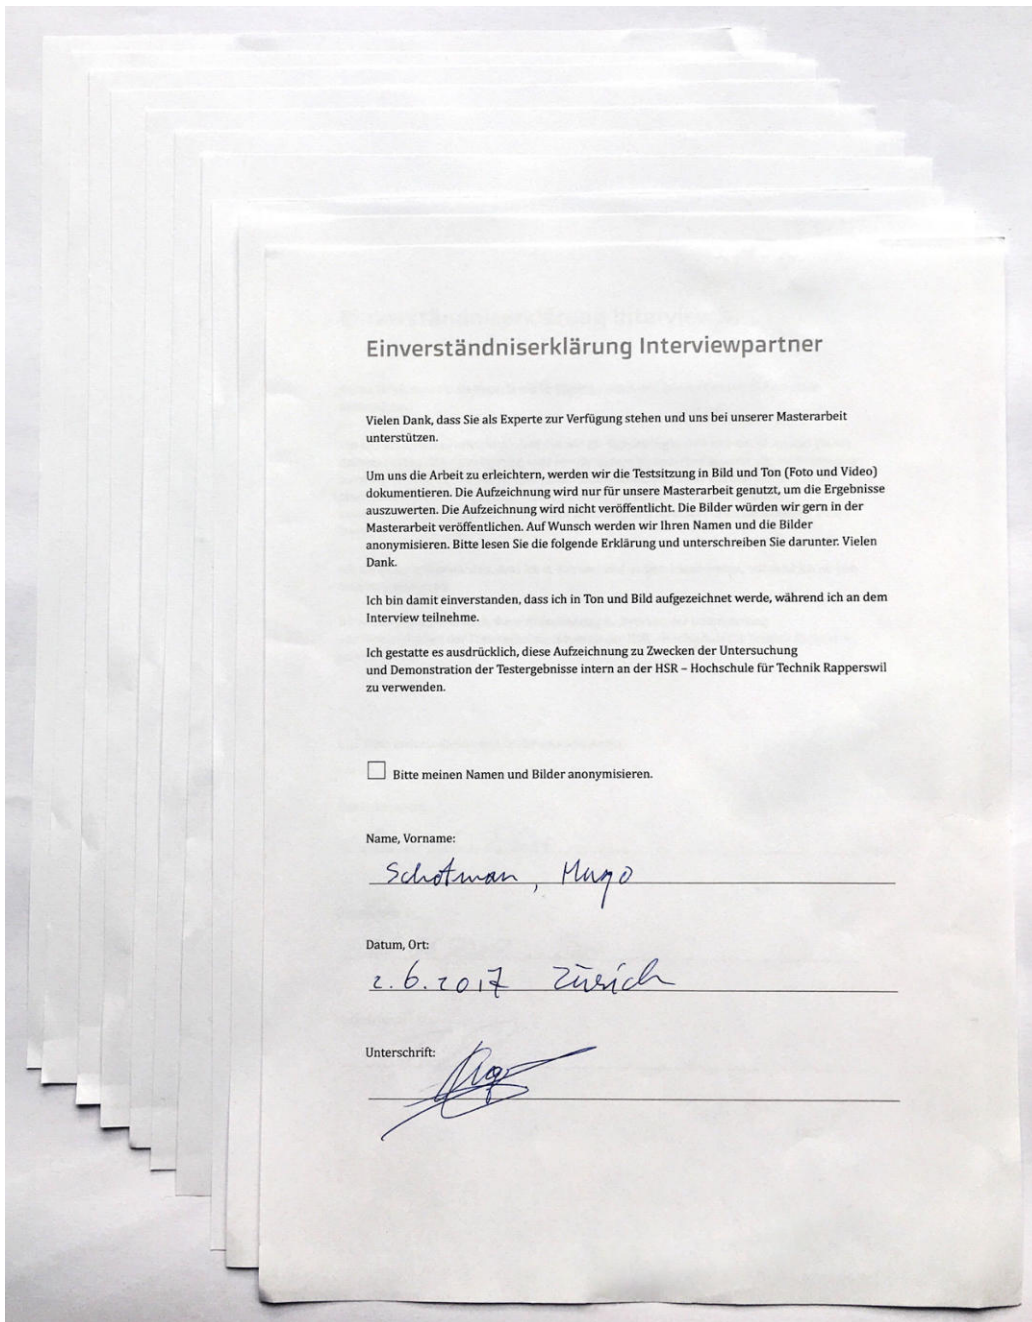 Einverständniserklärung Interviewpartner
Vielen Dank, dass Sie als Experte zur Verfügung stehen und uns bei unserer Masterarbeit
unterstützen.
Um uns die Arbeit zu erleichtern, werden wir die Testsitzung in Bild und Ton (Foto und Video)
dokumentieren. Die Aufzeichnung wird nur für unsere Masterarbeit genutzt, um die Ergebnisse
auszuwerten. Die Aufzeichnung wird nicht veröffentlicht. Die Bilder würden wir gern in der
Masterarbeit veröffentlichen. Auf Wunsch werden wir Ihren Namen und die Bilder
anonymisieren. Bitte lesen Sie die folgende Erklärung und unterschreiben Sie darunter. Vielen
Dank.
Ich bin damit einverstanden, dass ich in Ton und Bild aufgezeichnet werde, während ich an dem
Interview teilnehme.
Ich gestatte es ausdrücklich, diese Aufzeichnung zu Zwecken der Untersuchung
und Demonstration der Testergebnisse intern an der HSR – Hochschule für Technik Rapperswil
zu verwenden.
Bitte meinen Namen und Bilder anonymisieren.
Name, Vorname:
Schotman, Hugo
Datum, Ort:
2.6.2017 Zürich
Unterschrift: